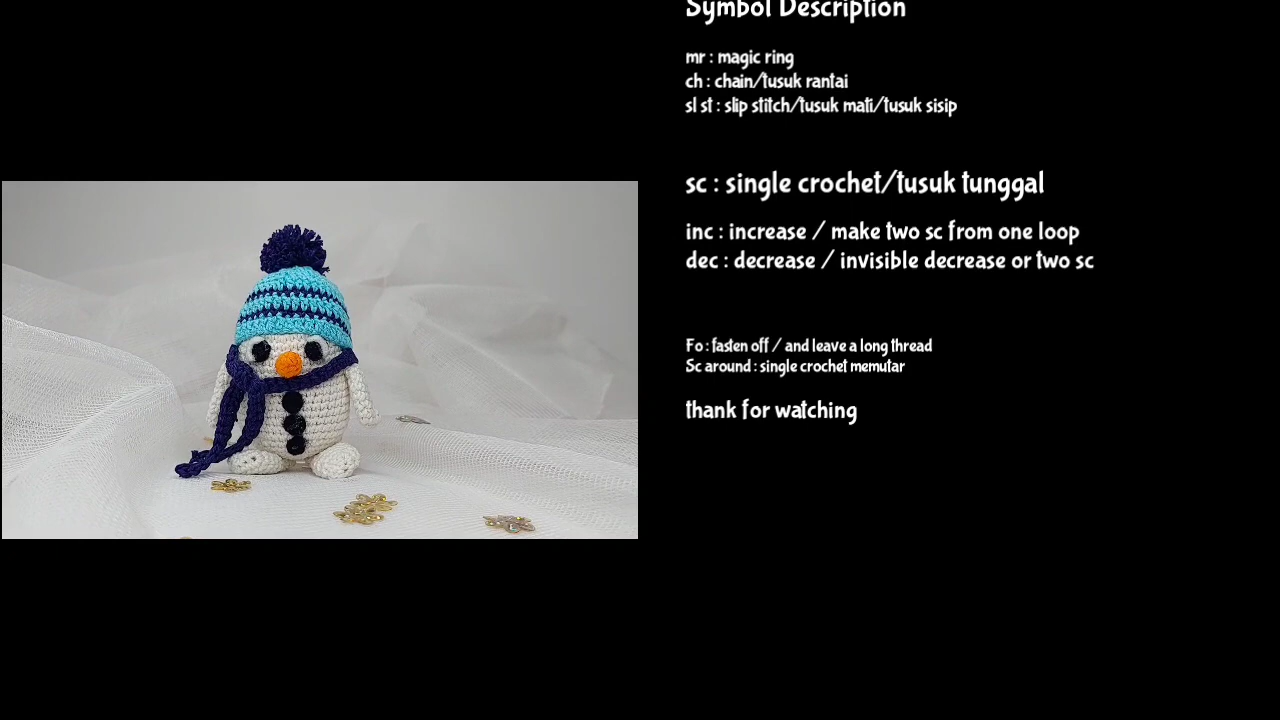 Symbol Description
mr : magic ring
ch : chain/tusuk rantai
sl st : slip stitch/tusuk mati/tusuk sisip
sc : single crochet/tusuk tunggal
inc : increase / make two sc from one loop
dec : decrease / invisible decrease or two sc
Fo : fasten off / and leave a long thread
Sc around : single crochet memutar
thank for watching